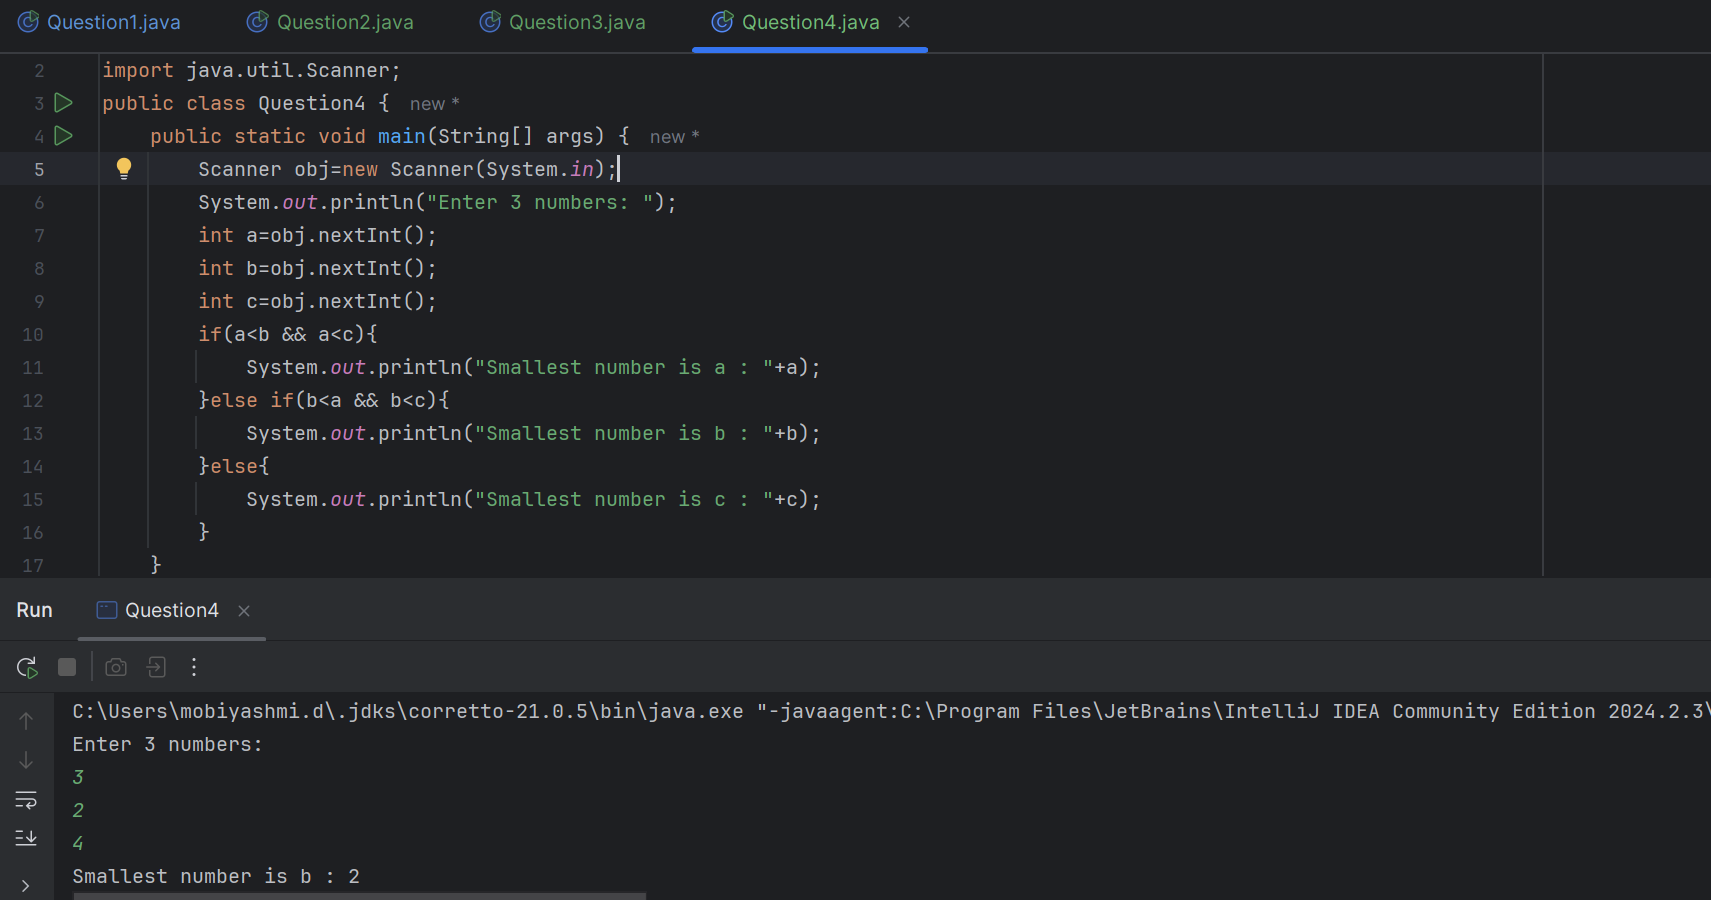 Question1.java Question2.java Question3.java Question4.java
2 import java.util.Scanner;
3 public class Question4 { new *
4 public static void main(String[] args) { new *
5 Scanner obj=new Scanner(System.in);
6 System.out.println("Enter 3 numbers: ");
7 int a=obj.nextInt();
8 int b=obj.nextInt();
9 int c=obj.nextInt();
10 if(a<b && a<c){
11 System.out.println("Smallest number is a : "+a);
12 }else if(b<a && b<c){
13 System.out.println("Smallest number is b : "+b);
14 }else{
15 System.out.println("Smallest number is c : "+c);
16 }
17 }
Run Question4
C:\Users\mobiyashmi.d\.jdks\corretto-21.0.5\bin\java.exe "-javaagent:C:\Program Files\JetBrains\IntelliJ IDEA Community Edition 2024.2.3\
Enter 3 numbers:
3
2
4
Smallest number is b : 2